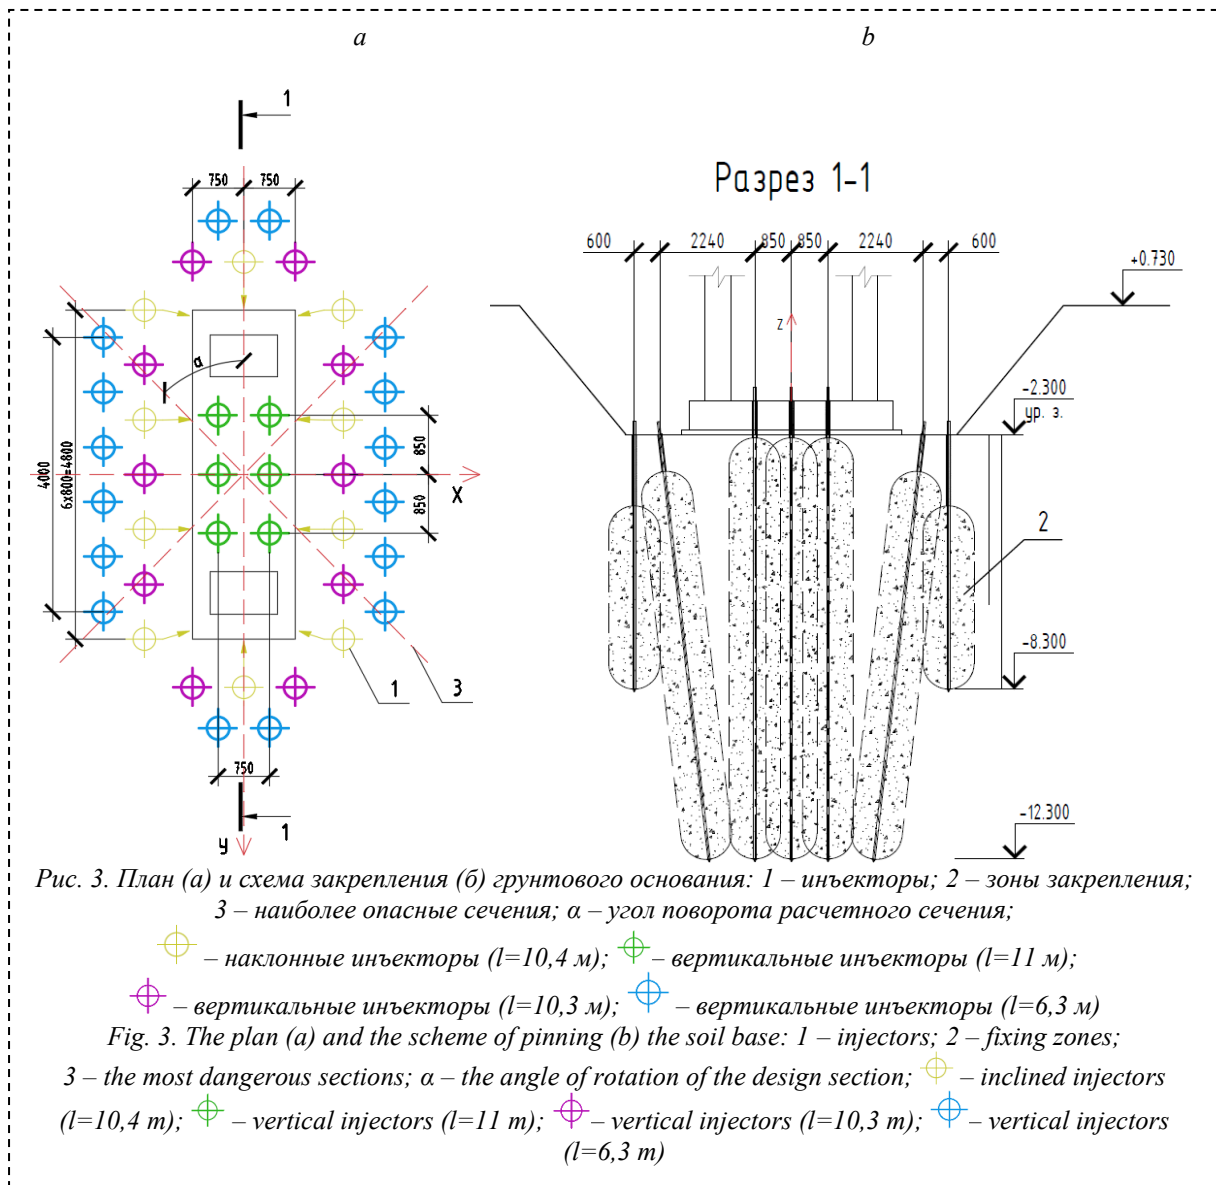 a b
1
750 750
α
4000
6x800=4800
850
850
X
1 3
750
1
y
Разрез 1-1
600 2240 850 850 2240 600
+0.730
z
-2.300
ур. з.
2
-8.300
-12.300
Рис. 3. План (а) и схема закрепления (б) грунтового основания: 1 – инъекторы; 2 – зоны закрепления;
3 – наиболее опасные сечения; α – угол поворота расчетного сечения;
– наклонные инъекторы (l=10,4 м); – вертикальные инъекторы (l=11 м);
– вертикальные инъекторы (l=10,3 м); – вертикальные инъекторы (l=6,3 м)
Fig. 3. The plan (a) and the scheme of pinning (b) the soil base: 1 – injectors; 2 – fixing zones;
3 – the most dangerous sections; α – the angle of rotation of the design section; – inclined injectors
(l=10,4 m); – vertical injectors (l=11 m); – vertical injectors (l=10,3 m); – vertical injectors
(l=6,3 m)